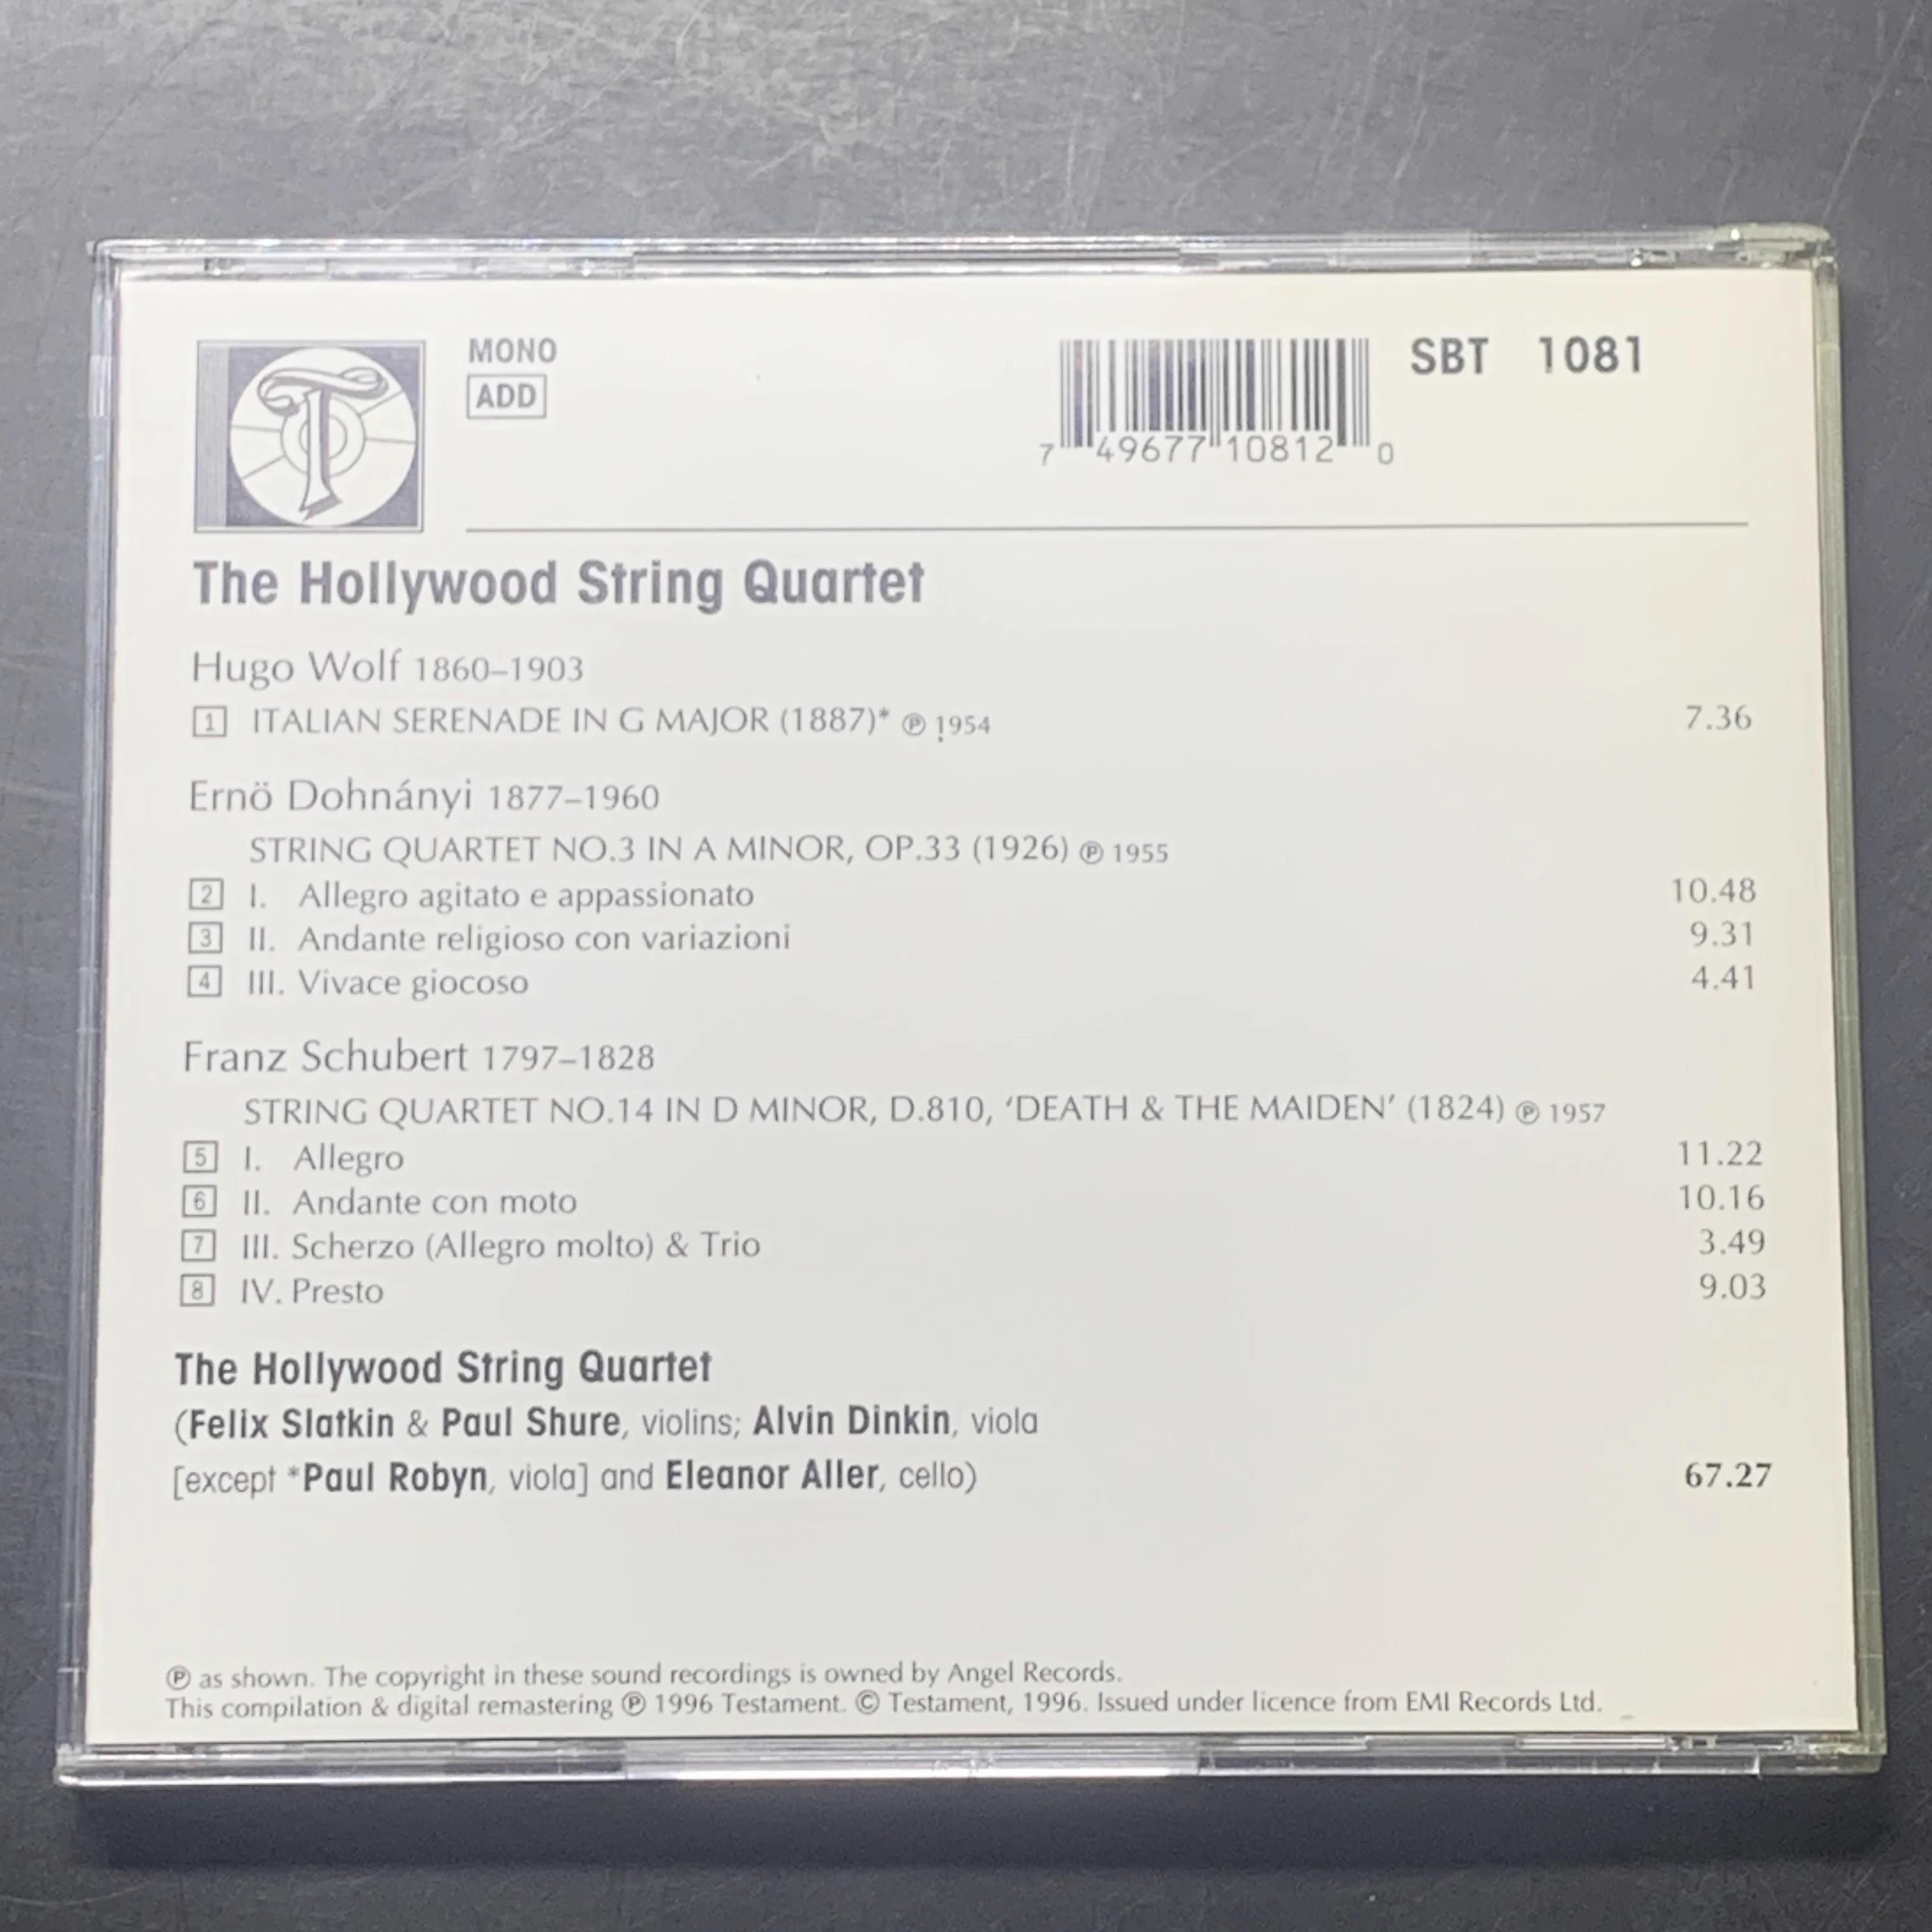 MONO
ADD
SBT 1081
7 49677 10812 0
The Hollywood String Quartet
Hugo Wolf 1860–1903
1 ITALIAN SERENADE IN G MAJOR (1887)* ℗ 1954 7.36
Ernö Dohnányi 1877–1960
STRING QUARTET NO.3 IN A MINOR, OP.33 (1926) ℗ 1955
2 I. Allegro agitato e appassionato 10.48
3 II. Andante religioso con variazioni 9.31
4 III. Vivace giocoso 4.41
Franz Schubert 1797–1828
STRING QUARTET NO.14 IN D MINOR, D.810, ‘DEATH & THE MAIDEN’ (1824) ℗ 1957
5 I. Allegro 11.22
6 II. Andante con moto 10.16
7 III. Scherzo (Allegro molto) & Trio 3.49
8 IV. Presto 9.03
The Hollywood String Quartet
(Felix Slatkin & Paul Shure, violins; Alvin Dinkin, viola
[except *Paul Robyn, viola] and Eleanor Aller, cello) 67.27
℗ as shown. The copyright in these sound recordings is owned by Angel Records.
This compilation & digital remastering ℗ 1996 Testament. © Testament, 1996. Issued under licence from EMI Records Ltd.